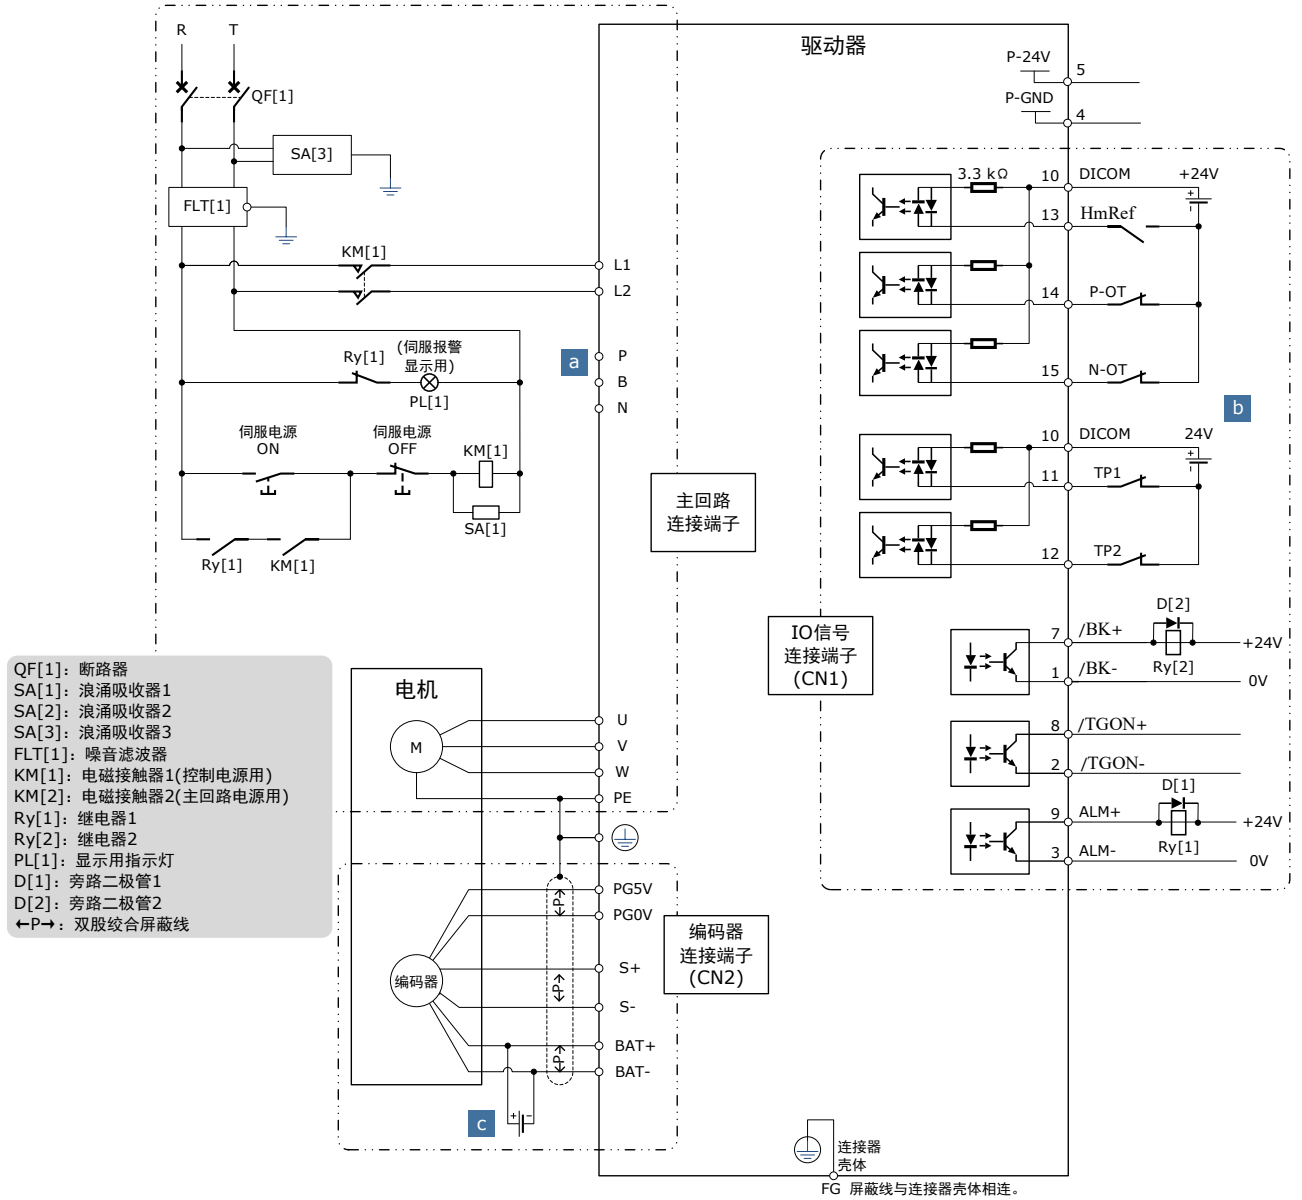 R
T
QF[1]
SA[3]
FLT[1]
KM[1]
L1
L2
(伺服报警
显示用)
Ry[1]
PL[1]
a
P
B
N
伺服电源
ON
伺服电源
OFF
KM[1]
SA[1]
Ry[1]
KM[1]
主回路
连接端子
驱动器
P-24V
5
P-GND
4
3.3 kΩ
10
DICOM
+24V
+
-
13
HmRef
14
P-OT
15
N-OT
b
10
DICOM
24V
+
-
11
TP1
12
TP2
IO信号
连接端子
(CN1)
D[2]
7
/BK+
+24V
Ry[2]
1
/BK-
0V
8
/TGON+
2
/TGON-
D[1]
9
ALM+
+24V
Ry[1]
3
ALM-
0V
QF[1]：断路器
SA[1]：浪涌吸收器1
SA[2]：浪涌吸收器2
SA[3]：浪涌吸收器3
FLT[1]：噪音滤波器
KM[1]：电磁接触器1(控制电源用)
KM[2]：电磁接触器2(主回路电源用)
Ry[1]：继电器1
Ry[2]：继电器2
PL[1]：显示用指示灯
D[1]：旁路二极管1
D[2]：旁路二极管2
←P→：双股绞合屏蔽线
电机
M
U
V
W
PE
编码器
PG5V
←P→
PG0V
S+
←P→
S-
BAT+
←P→
BAT-
编码器
连接端子
(CN2)
c
+
-
连接器
壳体
FG 屏蔽线与连接器壳体相连。